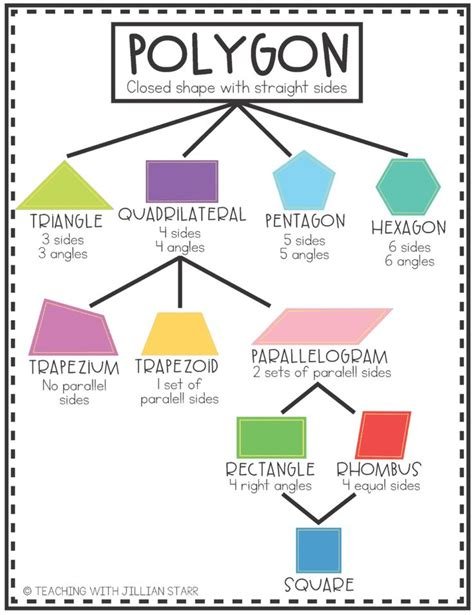 POLYGON
Closed shape with straight sides
TRIANGLE
3 sides
3 angles
QUADRILATERAL
4 sides
4 angles
PENTAGON
5 sides
5 angles
HEXAGON
6 sides
6 angles
TRAPEZIUM
No parallel
sides
TRAPEZOID
1 set of
paralell sides
PARALLELOGRAM
2 sets of paralell sides
RECTANGLE
4 right angles
RHOMBUS
4 equal sides
SQUARE
© TEACHING WITH JILLIAN STARR